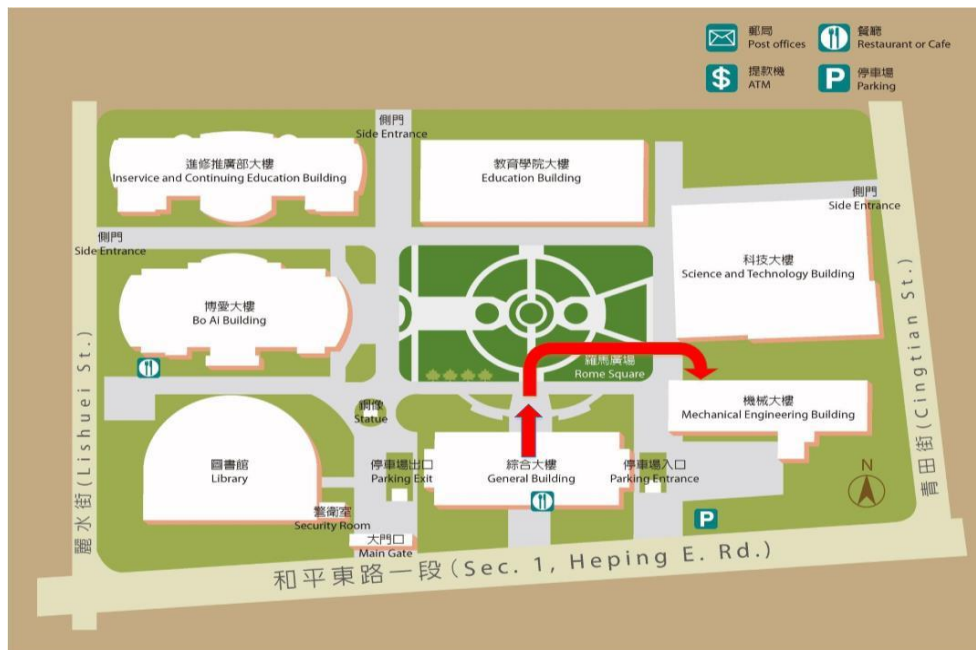 郵局
Post offices
餐廳
Restaurant or Cafe
$
提款機
ATM
P
停車場
Parking
側門
Side Entrance
進修推廣部大樓
Inservice and Continuing Education Building
教育學院大樓
Education Building
側門
Side Entrance
側門
Side Entrance
科技大樓
Science and Technology Building
博愛大樓
Bo Ai Building
羅馬廣場
Rome Square
機械大樓
Mechanical Engineering Building
銅像
Statue
圖書館
Library
停車場出口
Parking Exit
綜合大樓
General Building
停車場入口
Parking Entrance
N
警衛室
Security Room
P
大門口
Main Gate
麗水街(Lishuei St.)
青田街(Cingtian St.)
和平東路一段(Sec. 1, Heping E. Rd.)